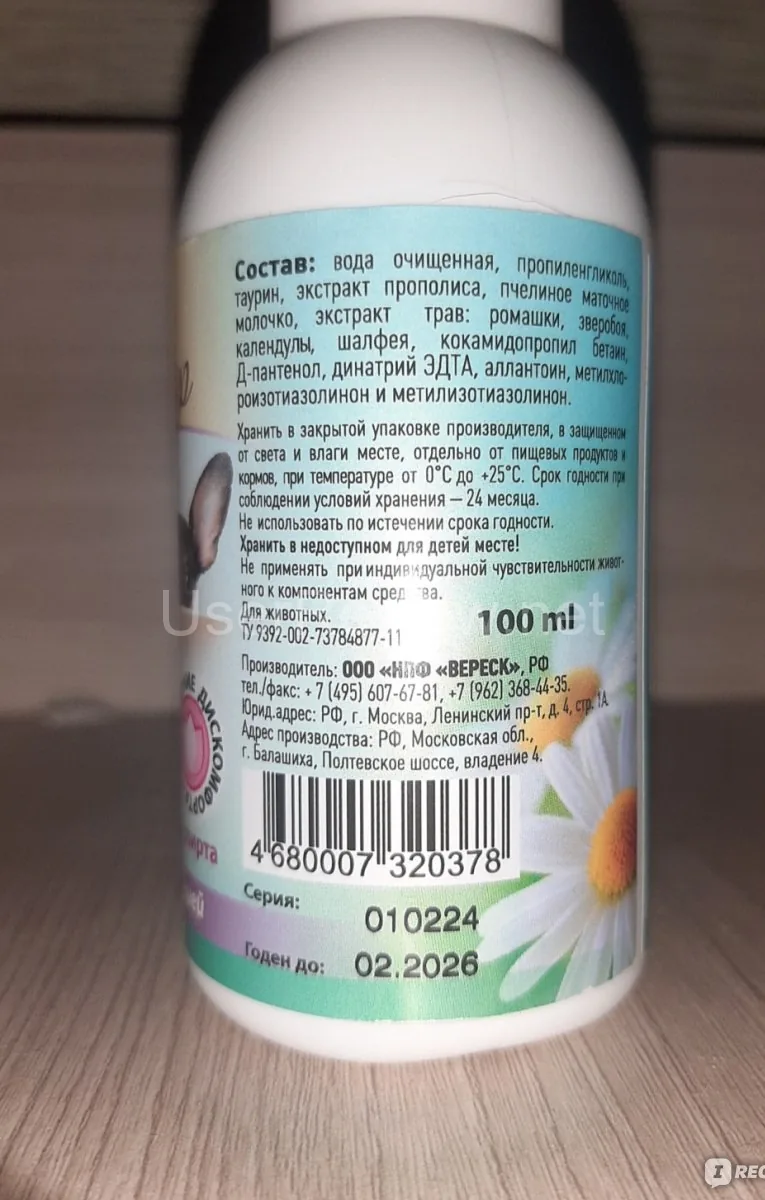 Состав: вода очищенная, пропиленгликоль,
таурин, экстракт прополиса, пчелиное маточное
молочко, экстракт трав: ромашки, зверобоя,
календулы, шалфея, кокамидопропил бетаин,
Д-пантенол, динатрий ЭДТА, аллантоин, метилхло-
роизотиазолинон и метилизотиазолинон.
Хранить в закрытой упаковке производителя, в защищенном
от света и влаги месте, отдельно от пищевых продуктов и
кормов, при температуре от 0°С до +25°С. Срок годности при
соблюдении условий хранения — 24 месяца.
Не использовать по истечении срока годности.
Хранить в недоступном для детей месте!
Не применять при индивидуальной чувствительности живот-
ного к компонентам средства.
Для животных.
100 ml
ТУ 9392-002-73784877-11
Производитель: ООО «НПФ «ВЕРЕСК», РФ
тел./факс: +7 (495) 607-67-81, +7 (962) 368-44-35.
Юрид.адрес: РФ, г. Москва, Ленинский пр-т, д. 4, стр. 1А
Адрес производства: РФ, Московская обл.,
г. Балашиха, Полтевское шоссе, владение 4.
4 680007 320378
Серия: 010224
Годен до: 02.2026